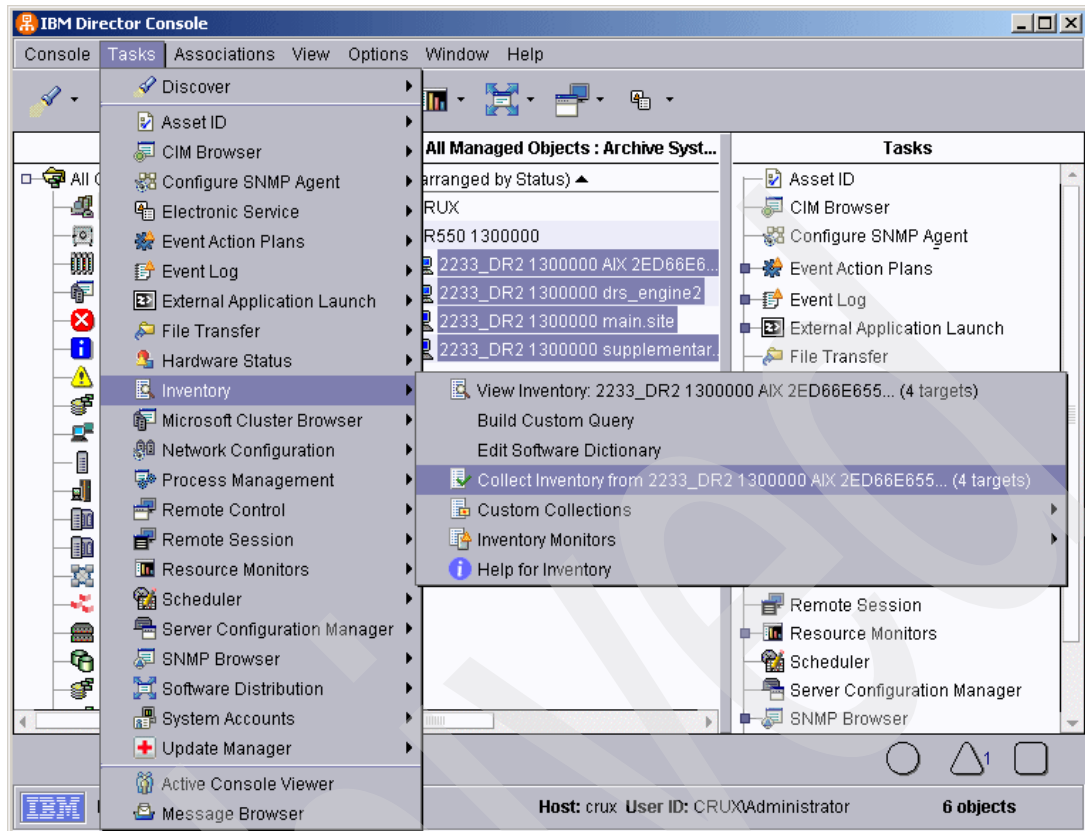 IBM Director Console
Console Tasks Associations View Options Window Help
Discover
Asset ID
CIM Browser
Configure SNMP Agent
Electronic Service
Event Action Plans
Event Log
External Application Launch
File Transfer
Hardware Status
Inventory
Microsoft Cluster Browser
Network Configuration
Process Management
Remote Control
Remote Session
Resource Monitors
Scheduler
Server Configuration Manager
SNMP Browser
Software Distribution
System Accounts
Update Manager
Active Console Viewer
Message Browser
All
All Managed Objects : Archive Syst...
arranged by Status)
RUX
R550 1300000
2233_DR2 1300000 AIX 2ED66E6...
2233_DR2 1300000 drs_engine2
2233_DR2 1300000 main.site
2233_DR2 1300000 supplementar...
View Inventory: 2233_DR2 1300000 AIX 2ED66E655... (4 targets)
Build Custom Query
Edit Software Dictionary
Collect Inventory from 2233_DR2 1300000 AIX 2ED66E655... (4 targets)
Custom Collections
Inventory Monitors
Help for Inventory
Tasks
Asset ID
CIM Browser
Configure SNMP Agent
Event Action Plans
Event Log
External Application Launch
File Transfer
Remote Session
Resource Monitors
Scheduler
Server Configuration Manager
SNMP Browser
1
IBM
Host: crux User ID: CRUX\Administrator
6 objects